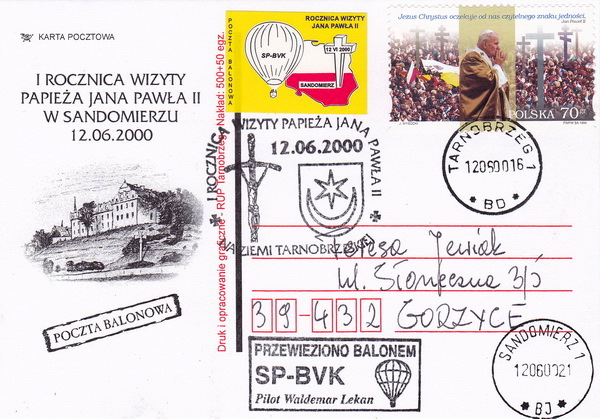 KARTA POCZTOWA
I ROCZNICA WIZYTY
PAPIEŻA JANA PAWŁA II
W SANDOMIERZU
12.06.2000
POCZTA BALONOWA
Druk i opracowanie graficzne - RUP Tarnobrzeg Nakład: 500+50 egz.
POCZTA BALONOWA
ROCZNICA WIZYTY
JANA PAWŁA II
SP-BVK
12 VI 2000
SANDOMIERZ
Jezus Chrystus oczekuje od nas czytelnego znaku jedności.
Jan Paweł II
POLSKA 70 GR
I ROCZNICA WIZYTY PAPIEŻA JANA PAWŁA II
12.06.2000
NA ZIEMI TARNOBRZESKIEJ
TARNOBRZEG 1
120600016
* BD *
Teresa
ul. Słoneczna 3/5
39-432 GORZYCE
PRZEWIEZIONO BALONEM
SP-BVK
Pilot Waldemar Lekan
SANDOMIERZ 1
12060021
* BJ *